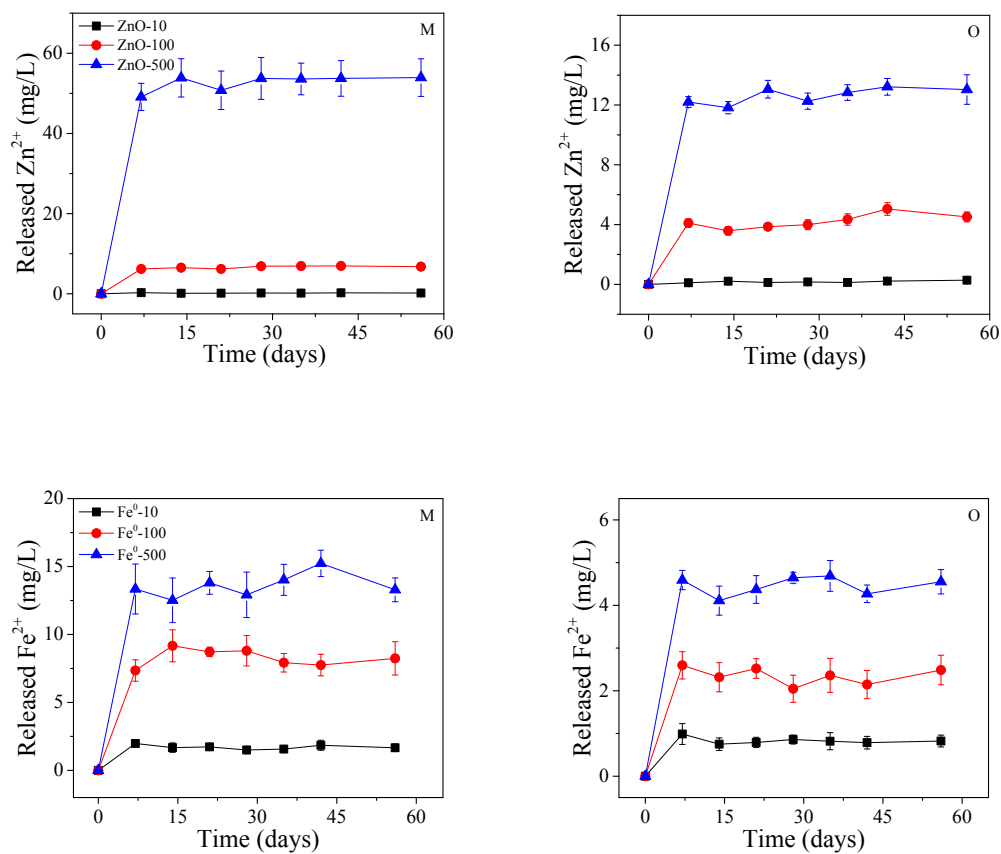 ZnO-10
ZnO-100
ZnO-500
M
Released Zn²⁺ (mg/L)
60
40
20
0
0 15 30 45 60
Time (days)
O
Released Zn²⁺ (mg/L)
16
12
8
4
0
0 15 30 45 60
Time (days)
Fe⁰-10
Fe⁰-100
Fe⁰-500
M
Released Fe²⁺ (mg/L)
20
15
10
5
0
0 15 30 45 60
Time (days)
O
Released Fe²⁺ (mg/L)
6
4
2
0
0 15 30 45 60
Time (days)